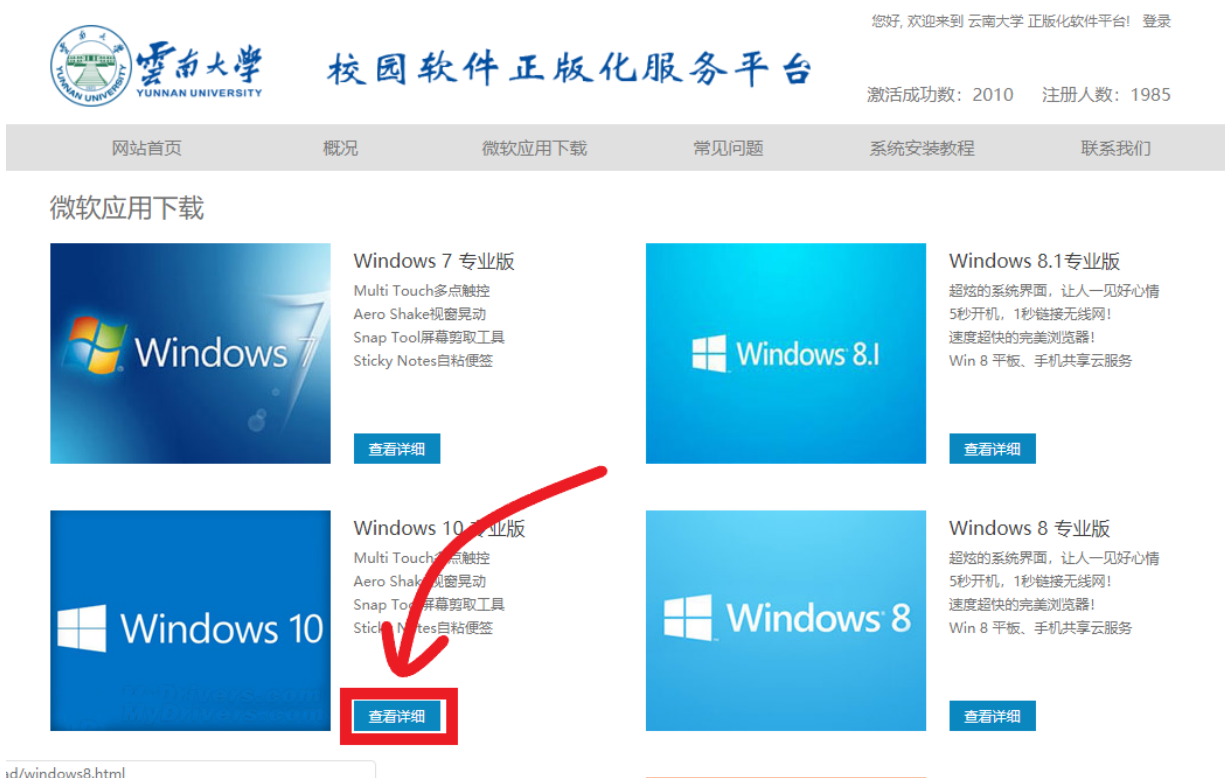 您好, 欢迎来到 云南大学 正版化软件平台! 登录
雲南大學
YUNNAN UNIVERSITY
校园软件正版化服务平台
激活成功数：2010 注册人数：1985
网站首页 概况 微软应用下载 常见问题 系统安装教程 联系我们
微软应用下载
Windows 7
Windows 7 专业版
Multi Touch多点触控
Aero Shake视窗晃动
Snap Tool屏幕剪取工具
Sticky Notes自粘便签
查看详细
Windows 8.1
Windows 8.1专业版
超炫的系统界面，让人一见好心情
5秒开机，1秒链接无线网!
速度超快的完美浏览器!
Win 8 平板、手机共享云服务
查看详细
Windows 10
Windows 10 专业版
Multi Touch多点触控
Aero Shake视窗晃动
Snap Tool屏幕剪取工具
Sticky Notes自粘便签
查看详细
Windows 8
Windows 8 专业版
超炫的系统界面，让人一见好心情
5秒开机，1秒链接无线网!
速度超快的完美浏览器!
Win 8 平板、手机共享云服务
查看详细
ad/windows8.html